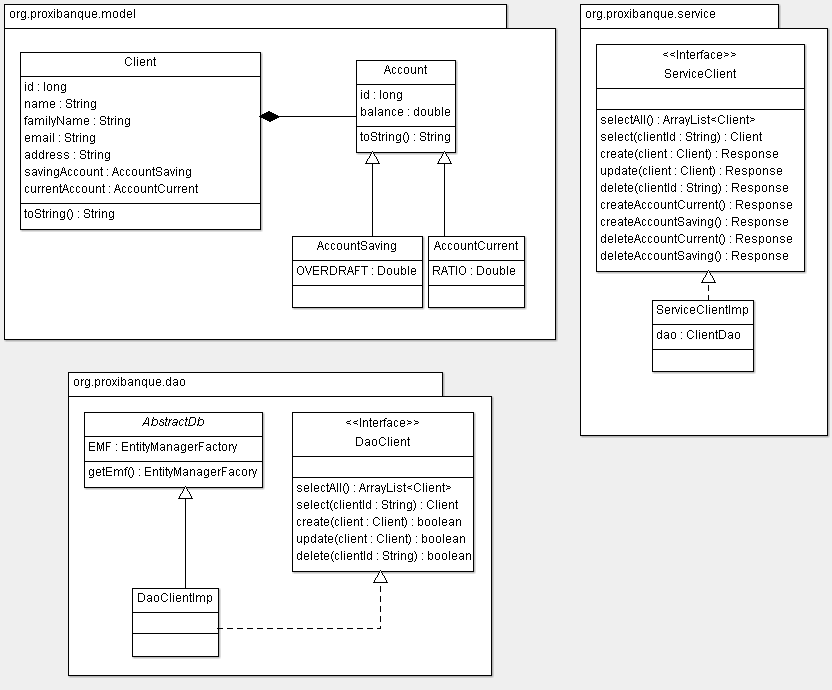 org.proxibanque.model
Client
id : long
name : String
familyName : String
email : String
address : String
savingAccount : AccountSaving
currentAccount : AccountCurrent
toString() : String
Account
id : long
balance : double
toString() : String
AccountSaving
OVERDRAFT : Double
AccountCurrent
RATIO : Double
org.proxibanque.service
<<Interface>>
ServiceClient
selectAll() : ArrayList<Client>
select(clientId : String) : Client
create(client : Client) : Response
update(client : Client) : Response
delete(clientId : String) : Response
createAccountCurrent() : Response
createAccountSaving() : Response
deleteAccountCurrent() : Response
deleteAccountSaving() : Response
ServiceClientImp
dao : ClientDao
org.proxibanque.dao
AbstractDb
EMF : EntityManagerFactory
getEmf() : EntityManagerFacory
<<Interface>>
DaoClient
selectAll() : ArrayList<Client>
select(clientId : String) : Client
create(client : Client) : boolean
update(client : Client) : boolean
delete(clientId : String) : boolean
DaoClientImp